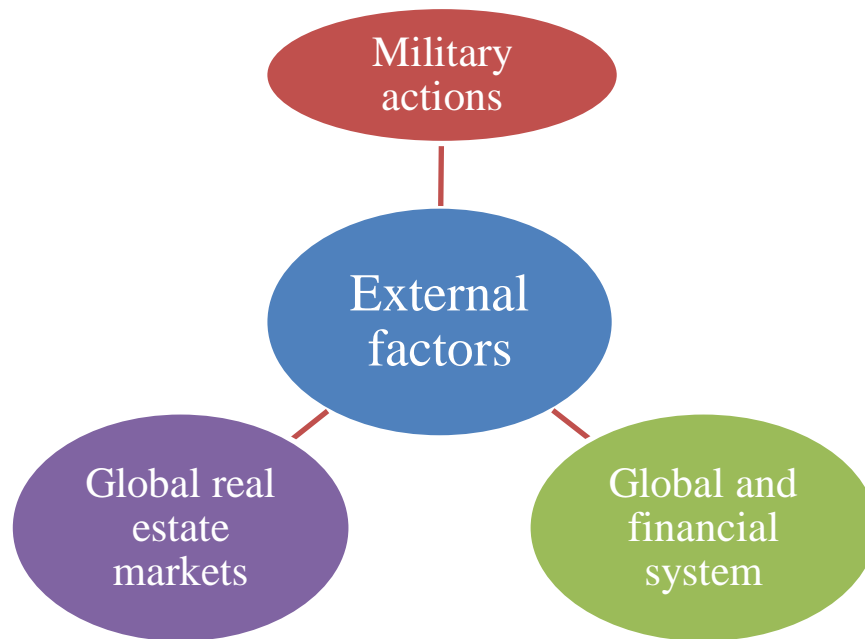 Military
actions
External
factors
Global real
estate
markets
Global and
financial
system